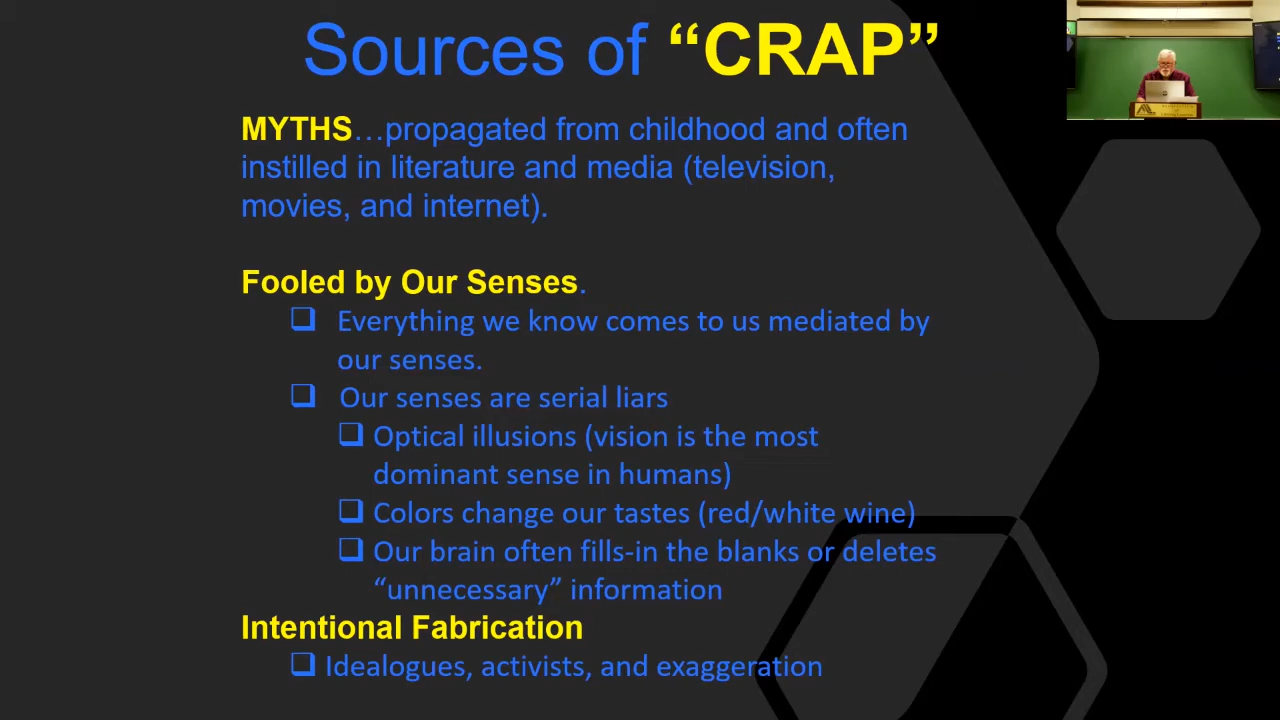 Sources of “CRAP”
MYTHS…propagated from childhood and often
instilled in literature and media (television,
movies, and internet).
Fooled by Our Senses.
❑ Everything we know comes to us mediated by
our senses.
❑ Our senses are serial liars
❑ Optical illusions (vision is the most
dominant sense in humans)
❑ Colors change our tastes (red/white wine)
❑ Our brain often fills-in the blanks or deletes
“unnecessary” information
Intentional Fabrication
❑ Idealogues, activists, and exaggeration